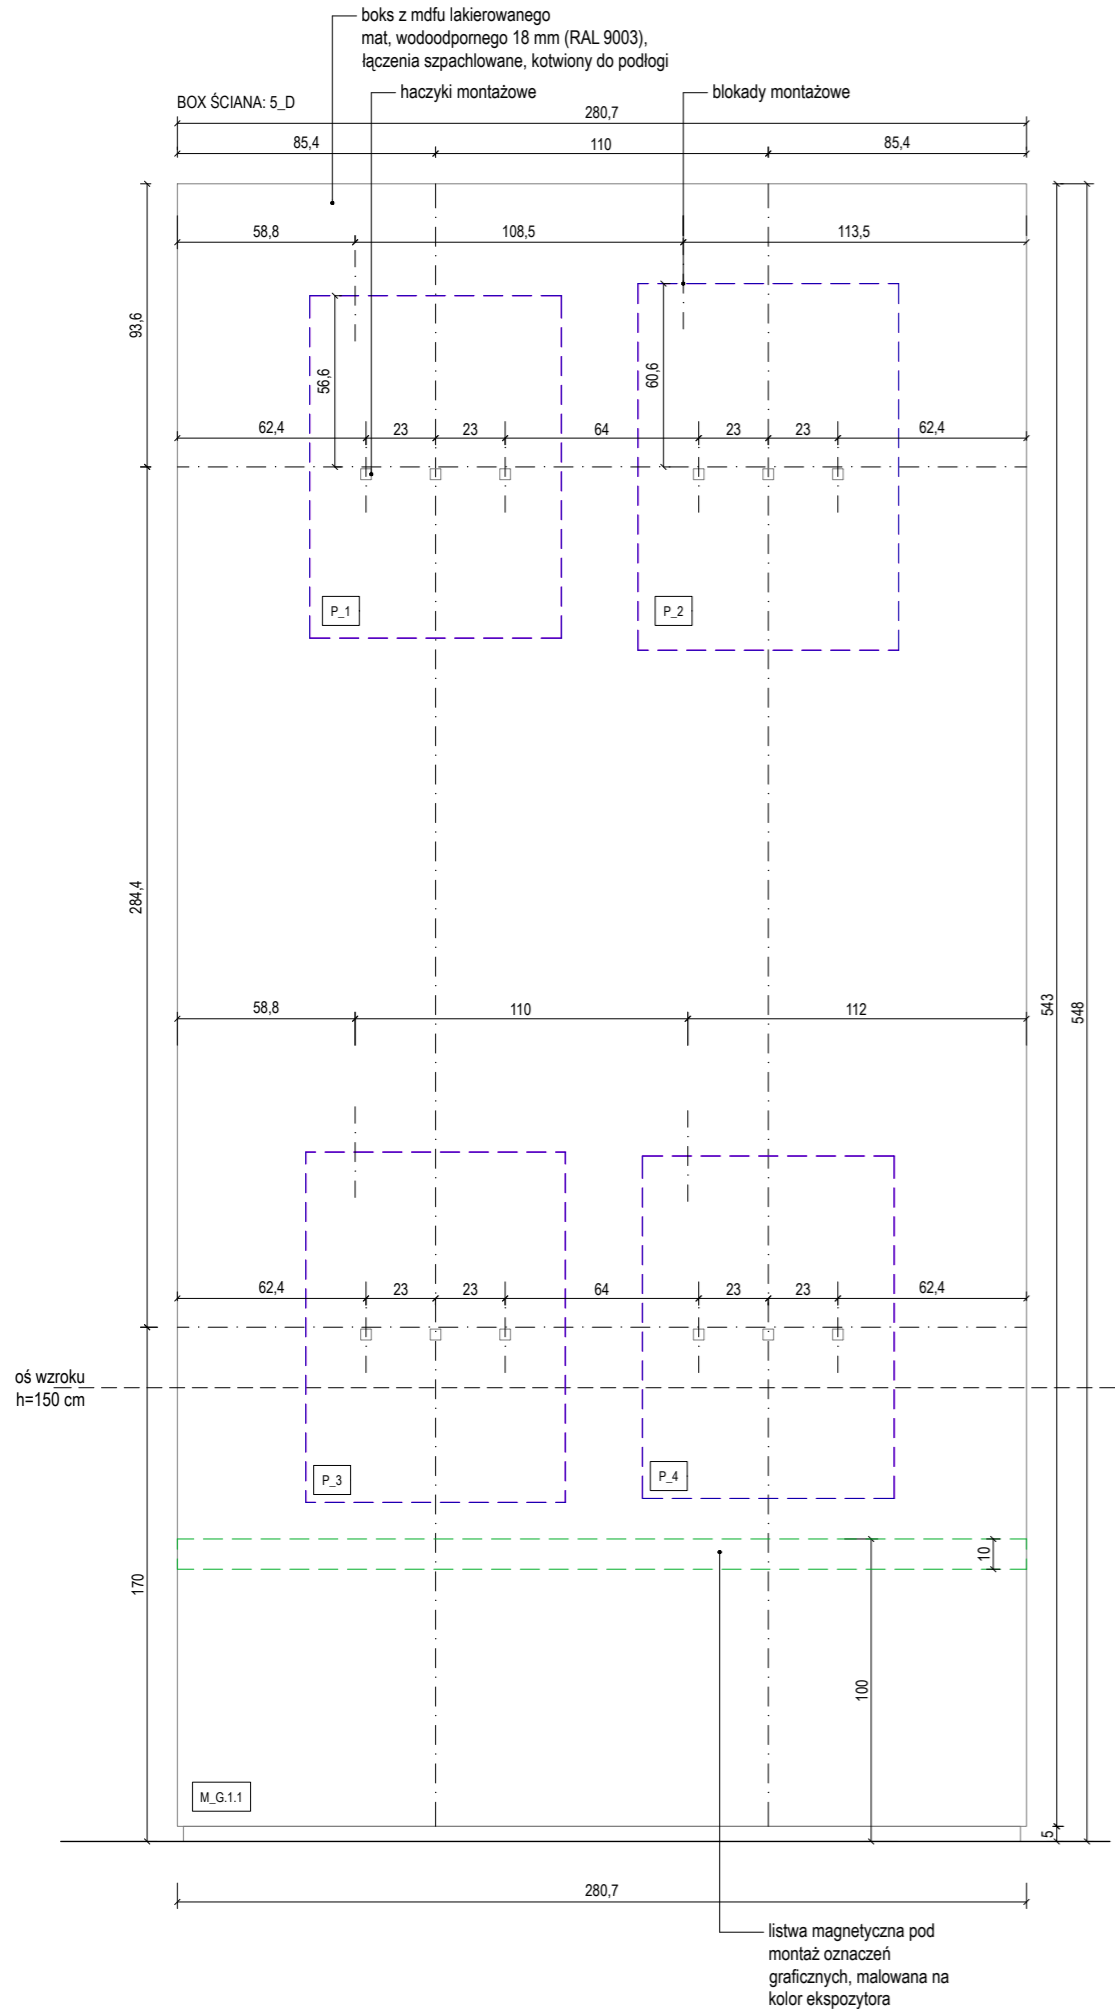 boks z mdfu lakierowanego
mat, wodoodpornego 18 mm (RAL 9003),
łączenia szpachlowane, kotwiony do podłogi
haczyki montażowe
blokady montażowe
BOX ŚCIANA: 5_D
280,7
85,4 110 85,4
58,8 108,5 113,5
93,6
56,6
60,6
62,4 23 23 64 23 23 62,4
P_1
P_2
284,4
543
548
58,8 110 112
62,4 23 23 64 23 23 62,4
oś wzroku
h=150 cm
P_3
P_4
10
170
100
M_G.1.1
5
280,7
listwa magnetyczna pod
montaż oznaczeń
graficznych, malowana na
kolor ekspozytora